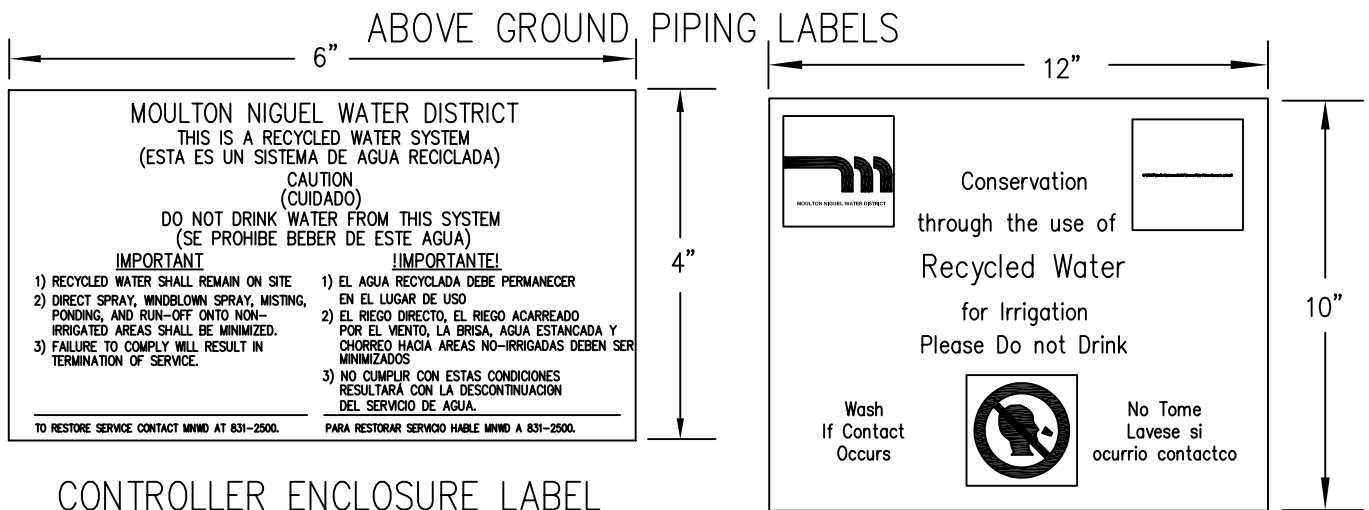 ABOVE GROUND PIPING LABELS
6”
MOULTON NIGUEL WATER DISTRICT
THIS IS A RECYCLED WATER SYSTEM
(ESTA ES UN SISTEMA DE AGUA RECICLADA)
CAUTION
(CUIDADO)
DO NOT DRINK WATER FROM THIS SYSTEM
(SE PROHIBE BEBER DE ESTE AGUA)
IMPORTANT
1) RECYCLED WATER SHALL REMAIN ON SITE
2) DIRECT SPRAY, WINDBLOWN SPRAY, MISTING,
PONDING, AND RUN-OFF ONTO NON-
IRRIGATED AREAS SHALL BE MINIMIZED.
3) FAILURE TO COMPLY WILL RESULT IN
TERMINATION OF SERVICE.
TO RESTORE SERVICE CONTACT MNWD AT 831-2500.
!IMPORTANTE!
1) EL AGUA RECYCLADA DEBE PERMANECER
EN EL LUGAR DE USO
2) EL RIEGO DIRECTO, EL RIEGO ACARREADO
POR EL VIENTO, LA BRISA, AGUA ESTANCADA Y
CHORREO HACIA AREAS NO-IRRIGADAS DEBEN SER
MINIMIZADOS
3) NO CUMPLIR CON ESTAS CONDICIONES
RESULTARÁ CON LA DESCONTINUACION
DEL SERVICIO DE AGUA.
PARA RESTORAR SERVICIO HABLE MNWD A 831-2500.
4”
CONTROLLER ENCLOSURE LABEL
12”
MOULTON NIGUEL WATER DISTRICT
Conservation
through the use of
Recycled Water
for Irrigation
Please Do not Drink
Wash
If Contact
Occurs
No Tome
Lavese si
ocurrio contactco
10”